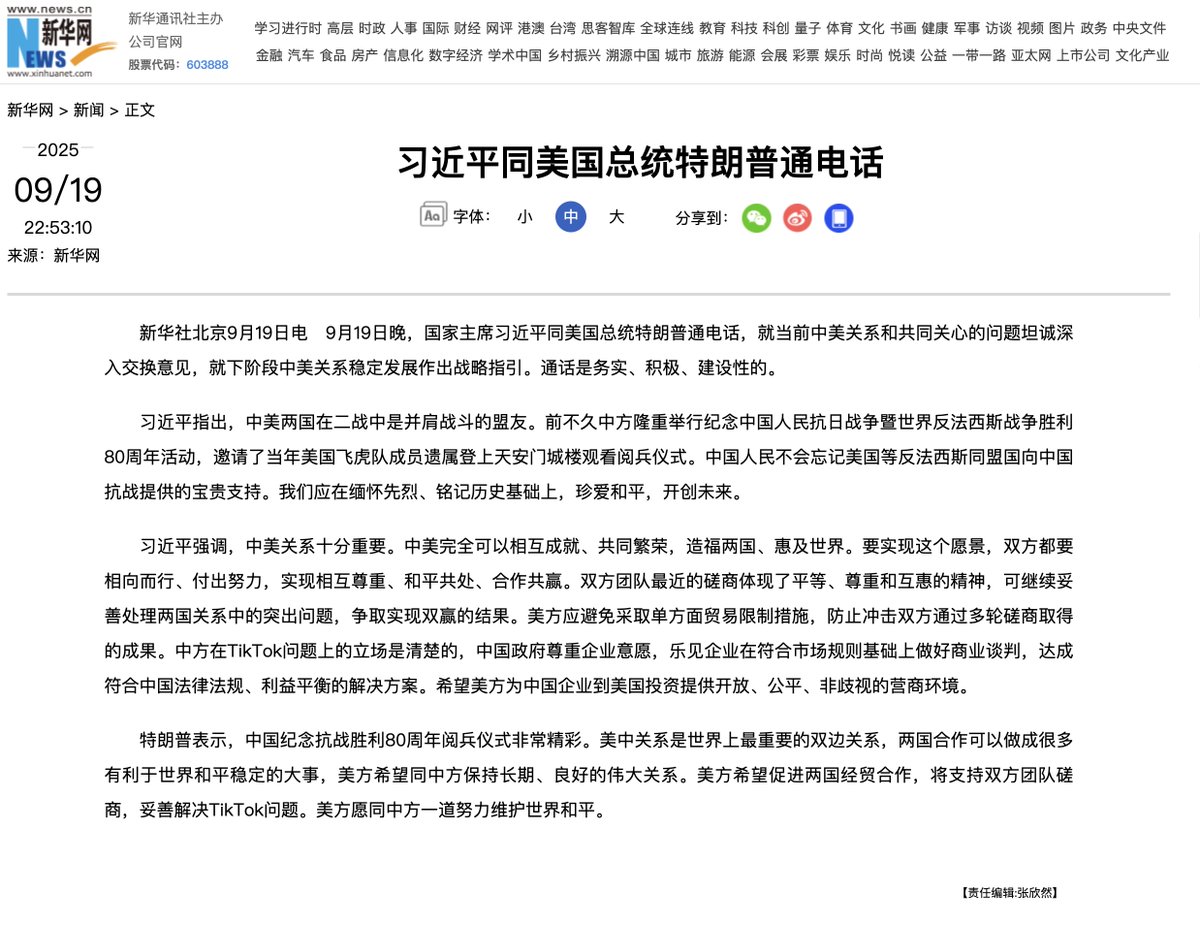 www.news.cn
新华网
NEWS
www.xinhuanet.com
新华通讯社主办
公司官网
股票代码：603888
学习进行时 高层 时政 人事 国际 财经 网评 港澳 台湾 思客智库 全球连线 教育 科技 科创 量子 体育 文化 书画 健康 军事 访谈 视频 图片 政务 中央文件
金融 汽车 食品 房产 信息化 数字经济 学术中国 乡村振兴 溯源中国 城市 旅游 能源 会展 彩票 娱乐 时尚 悦读 公益 一带一路 亚太网 上市公司 文化产业
新华网 > 新闻 > 正文
2025
09/19
22:53:10
来源：新华网
习近平同美国总统特朗普通电话
Aa 字体： 小 中 大 分享到：
新华社北京9月19日电　9月19日晚，国家主席习近平同美国总统特朗普通电话，就当前中美关系和共同关心的问题坦诚深
入交换意见，就下阶段中美关系稳定发展作出战略指引。通话是务实、积极、建设性的。
习近平指出，中美两国在二战中是并肩战斗的盟友。前不久中方隆重举行纪念中国人民抗日战争暨世界反法西斯战争胜利
80周年活动，邀请了当年美国飞虎队成员遗属登上天安门城楼观看阅兵仪式。中国人民不会忘记美国等反法西斯同盟国向中国
抗战提供的宝贵支持。我们应在缅怀先烈、铭记历史基础上，珍爱和平，开创未来。
习近平强调，中美关系十分重要。中美完全可以相互成就、共同繁荣，造福两国、惠及世界。要实现这个愿景，双方都要
相向而行、付出努力，实现相互尊重、和平共处、合作共赢。双方团队最近的磋商体现了平等、尊重和互惠的精神，可继续妥
善处理两国关系中的突出问题，争取实现双赢的结果。美方应避免采取单方面贸易限制措施，防止冲击双方通过多轮磋商取得
的成果。中方在TikTok问题上的立场是清楚的，中国政府尊重企业意愿，乐见企业在符合市场规则基础上做好商业谈判，达成
符合中国法律法规、利益平衡的解决方案。希望美方为中国企业到美国投资提供开放、公平、非歧视的营商环境。
特朗普表示，中国纪念抗战胜利80周年阅兵仪式非常精彩。美中关系是世界上最重要的双边关系，两国合作可以做成很多
有利于世界和平稳定的大事，美方希望同中方保持长期、良好的伟大关系。美方希望促进两国经贸合作，将支持双方团队磋
商，妥善解决TikTok问题。美方愿同中方一道努力维护世界和平。
【责任编辑:张欣然】